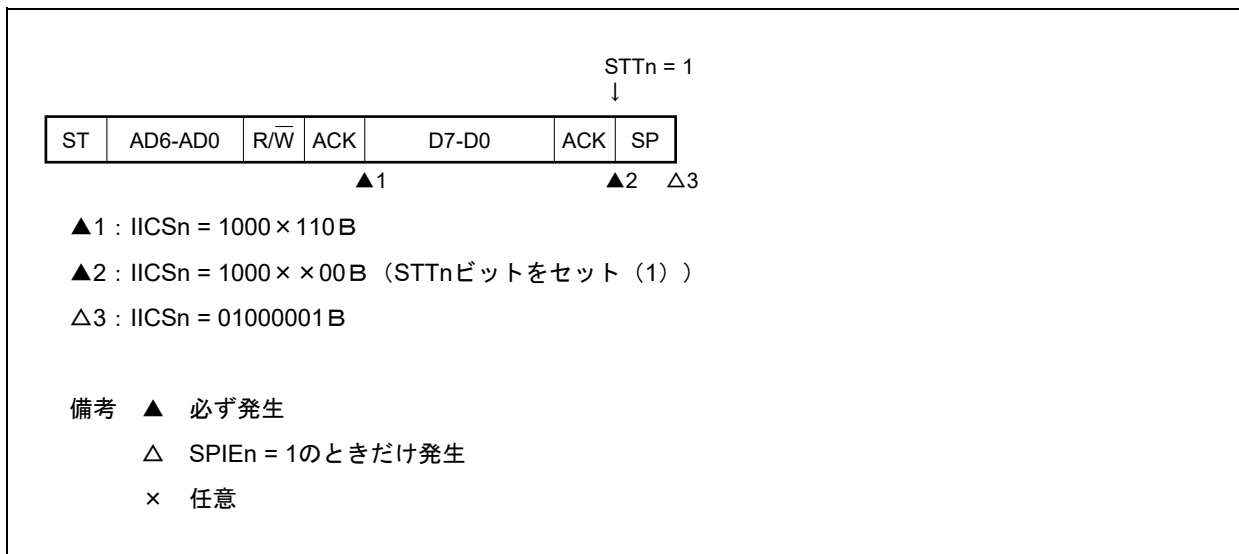 STTn = 1
↓
ST AD6-AD0 R/W̅ ACK D7-D0 ACK SP
▲1 ▲2 △3
▲1：IICSn = 1000×110B
▲2：IICSn = 1000××00B（STTnビットをセット（1））
△3：IICSn = 01000001B
備考 ▲ 必ず発生
△ SPIEn = 1のときだけ発生
× 任意